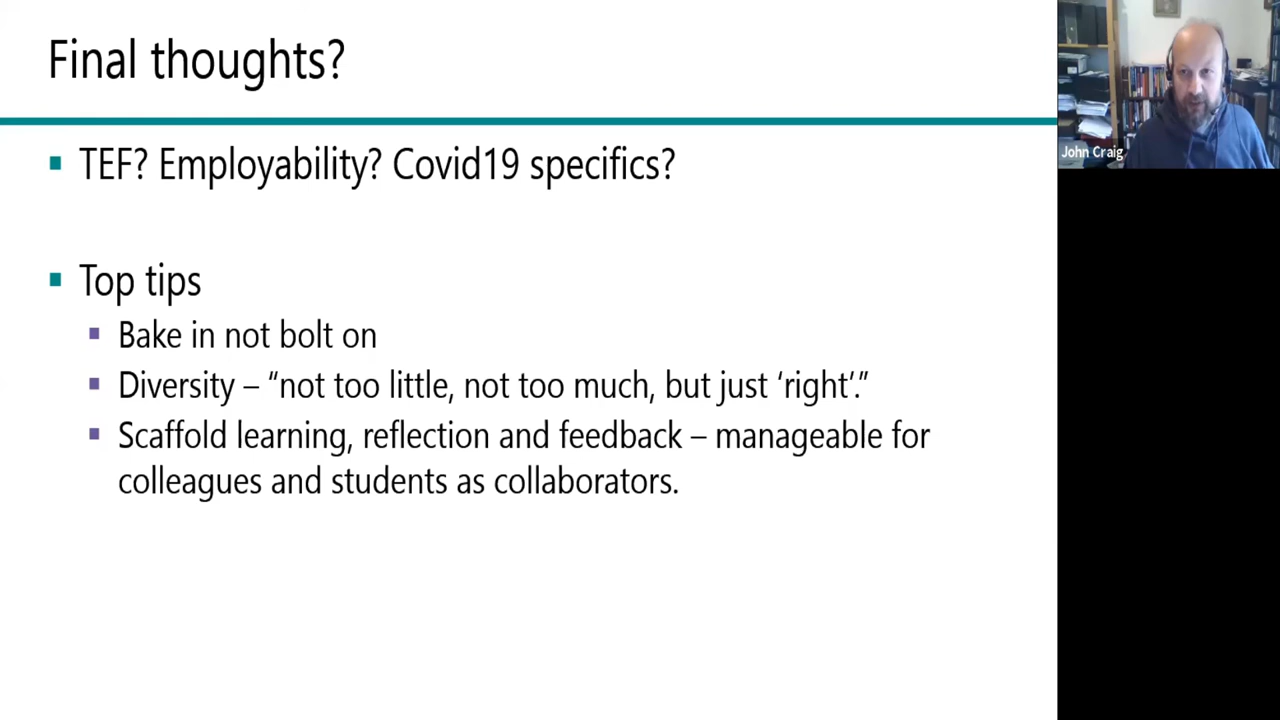 Final thoughts?
TEF? Employability? Covid19 specifics?
Top tips
Bake in not bolt on
Diversity – “not too little, not too much, but just ‘right’.”
Scaffold learning, reflection and feedback – manageable for
colleagues and students as collaborators.
John Craig